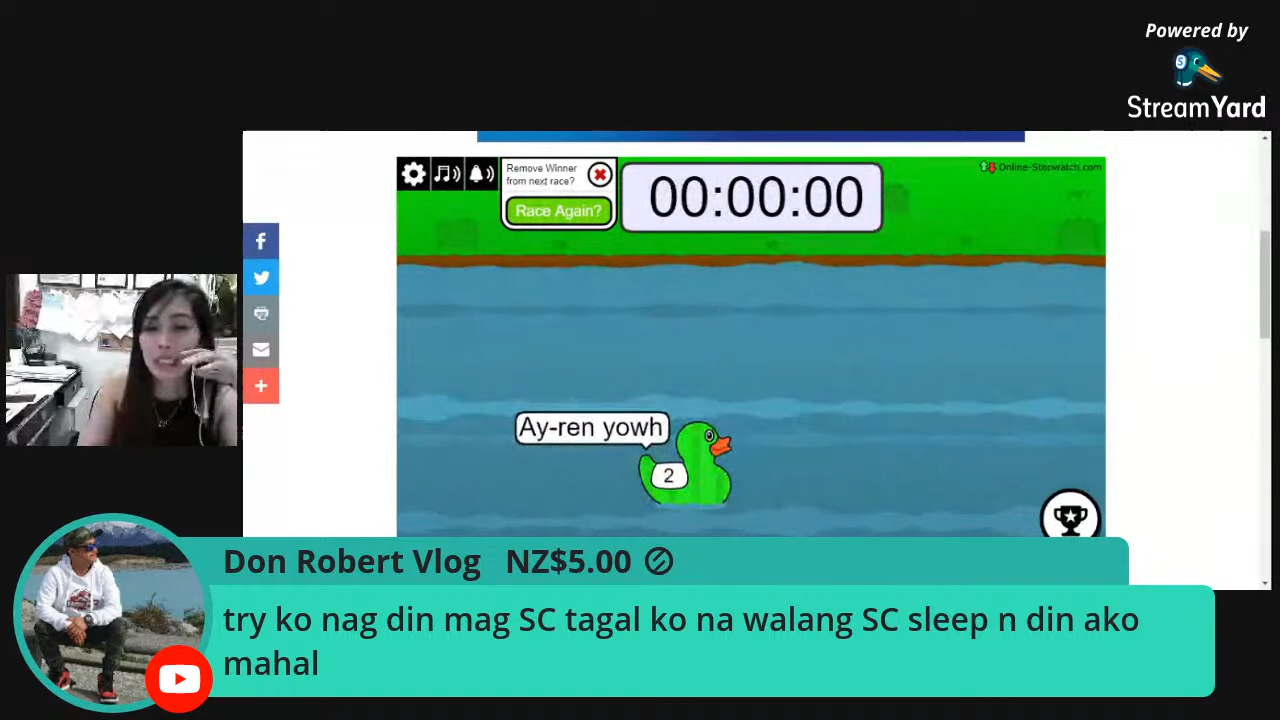 Powered by
StreamYard
Remove Winner
from next race?
Race Again?
00:00:00
Online-Stopwatch.com
Ay-ren yowh
2
Don Robert Vlog NZ$5.00
try ko nag din mag SC tagal ko na walang SC sleep n din ako
mahal